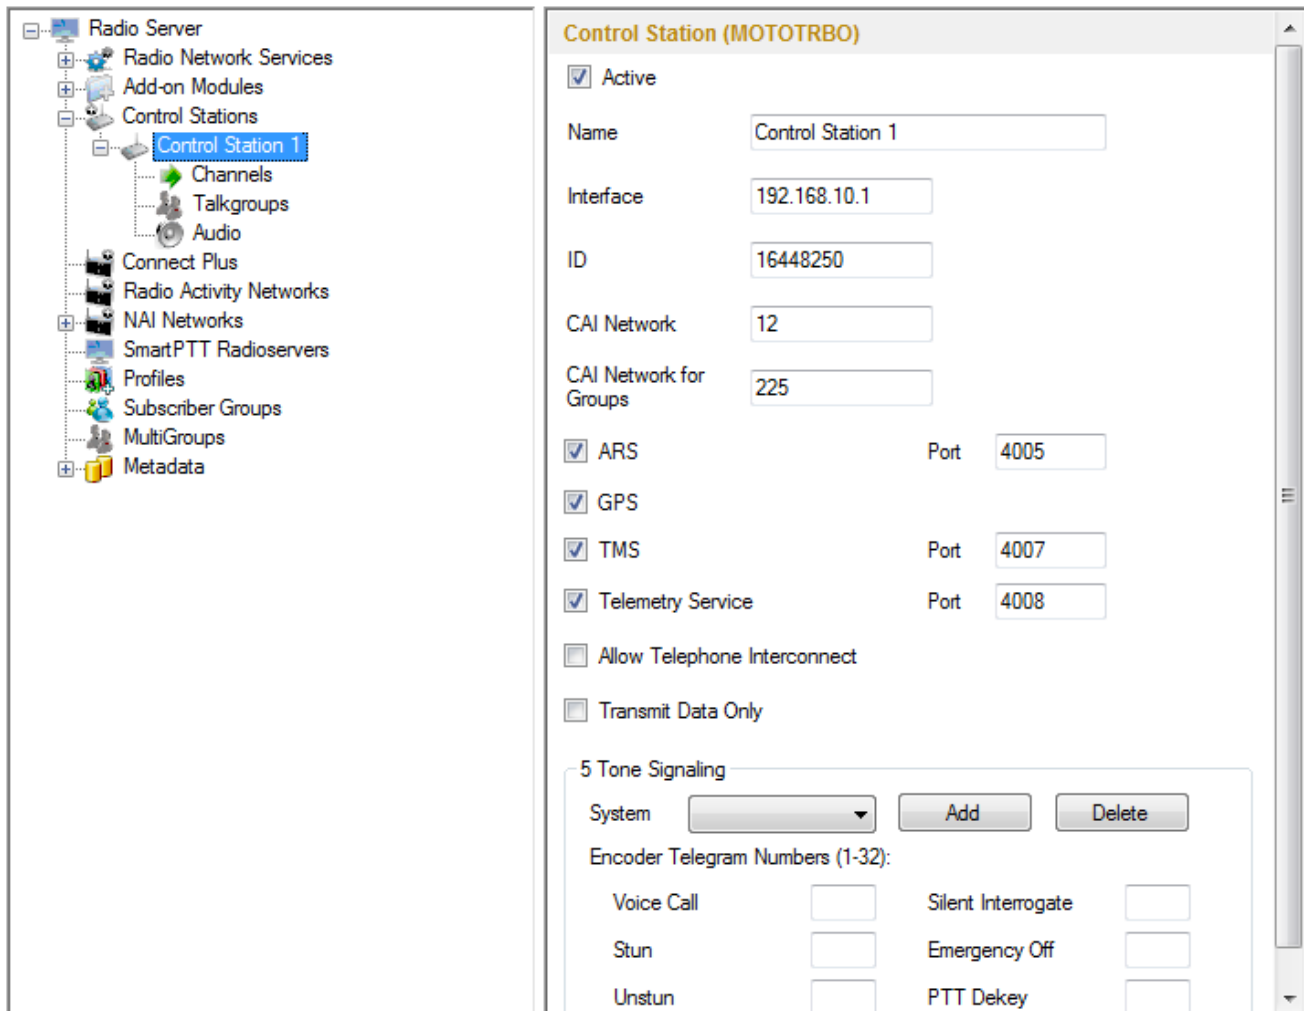 Radio Server
Radio Network Services
Add-on Modules
Control Stations
Control Station 1
Channels
Talkgroups
Audio
Connect Plus
Radio Activity Networks
NAI Networks
SmartPTT Radioservers
Profiles
Subscriber Groups
MultiGroups
Metadata
Control Station (MOTOTRBO)
Active
Name Control Station 1
Interface 192.168.10.1
ID 16448250
CAI Network 12
CAI Network for
Groups 225
ARS Port 4005
GPS
TMS Port 4007
Telemetry Service Port 4008
Allow Telephone Interconnect
Transmit Data Only
5 Tone Signaling
System Add Delete
Encoder Telegram Numbers (1-32):
Voice Call Silent Interrogate
Stun Emergency Off
Unstun PTT Dekey